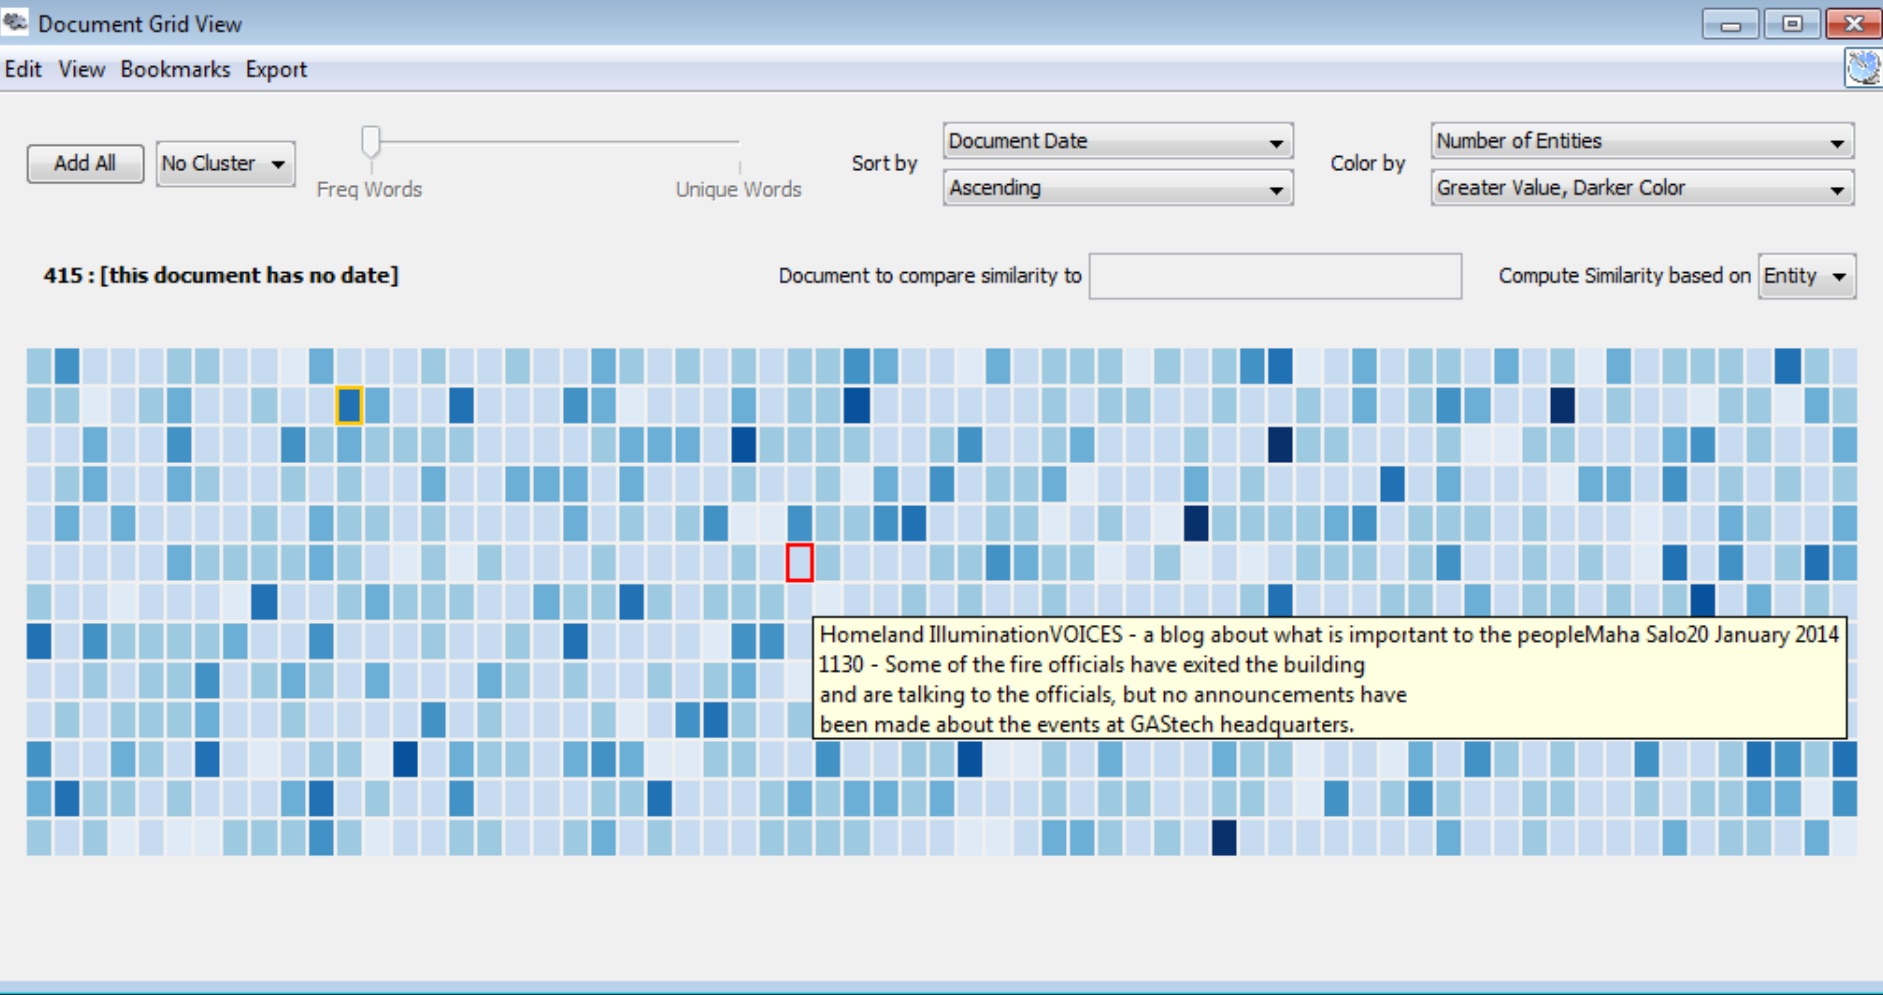 Document Grid View
Edit View Bookmarks Export
Add All
No Cluster
Freq Words
Unique Words
Sort by
Document Date
Ascending
Color by
Number of Entities
Greater Value, Darker Color
415 : [this document has no date]
Document to compare similarity to
Compute Similarity based on
Entity
Homeland IlluminationVOICES - a blog about what is important to the peopleMaha Salo20 January 2014
1130 - Some of the fire officials have exited the building
and are talking to the officials, but no announcements have
been made about the events at GAStech headquarters.